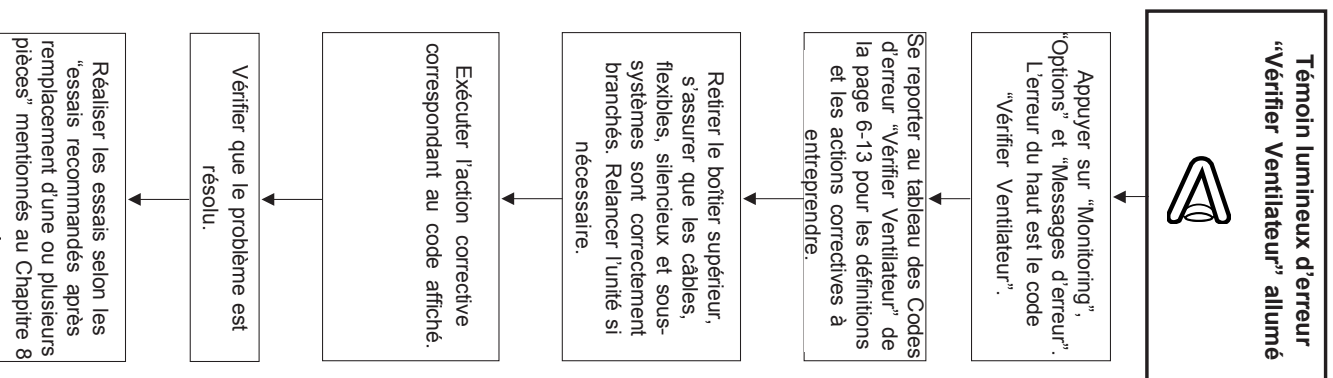 Témoin lumineux d’erreur
“Vérifier Ventilateur” allumé
Appuyer sur “Monitoring”,
“Options” et “Messages d’erreur”.
L’erreur du haut est le code
“Vérifier Ventilateur”.
Se reporter au tableau des Codes
d’erreur “Vérifier Ventilateur” de
la page 6-13 pour les définitions
et les actions correctives à
entreprendre.
Retirer le boîtier supérieur,
s’assurer que les câbles,
flexibles, silencieux et sous-
systèmes sont correctement
branchés. Relancer l’unité si
nécessaire.
Exécuter l’action corrective
correspondant au code affiché.
Vérifier que le problème est
résolu.
Réaliser les essais selon les
“essais recommandés après
remplacement d’une ou plusieurs
pièces” mentionnés au Chapitre 8